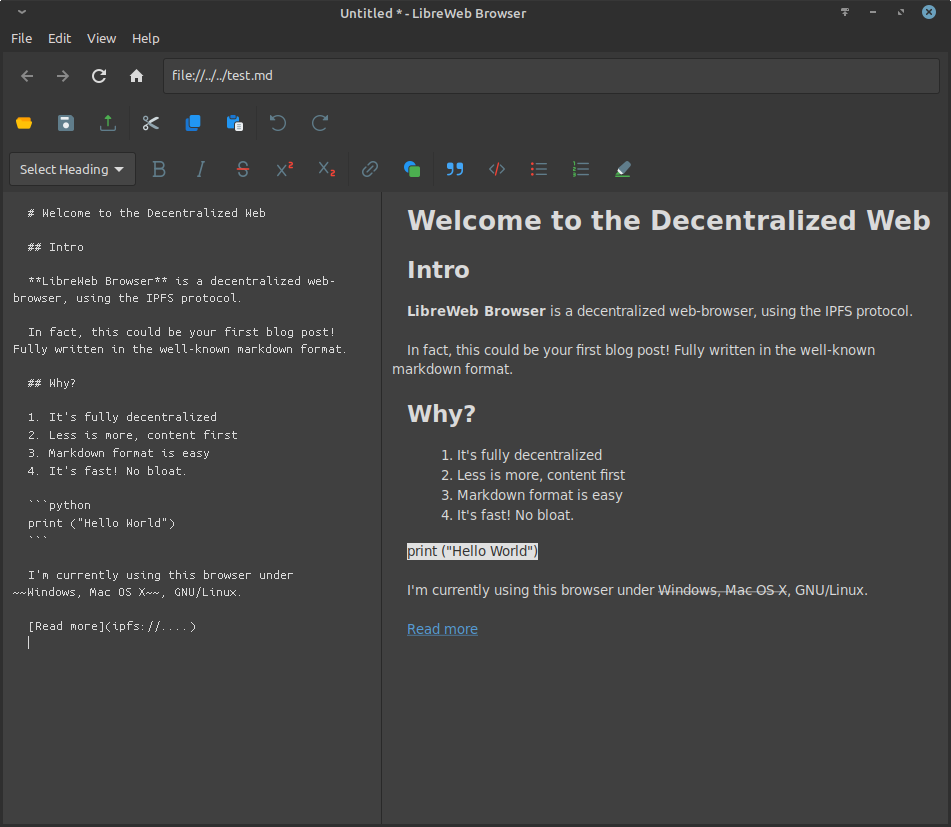 Untitled * - LibreWeb Browser
File Edit View Help
file://../../test.md
Select Heading
# Welcome to the Decentralized Web
## Intro
**LibreWeb Browser** is a decentralized web-
browser, using the IPFS protocol.
In fact, this could be your first blog post!
Fully written in the well-known markdown format.
## Why?
1. It's fully decentralized
2. Less is more, content first
3. Markdown format is easy
4. It's fast! No bloat.
```python
print ("Hello World")
```
I'm currently using this browser under
~~Windows, Mac OS X~~, GNU/Linux.
[Read more](ipfs://....)
Welcome to the Decentralized Web
Intro
LibreWeb Browser is a decentralized web-browser, using the IPFS protocol.
In fact, this could be your first blog post! Fully written in the well-known
markdown format.
Why?
1. It's fully decentralized
2. Less is more, content first
3. Markdown format is easy
4. It's fast! No bloat.
print ("Hello World")
I'm currently using this browser under Windows, Mac OS X, GNU/Linux.
Read more